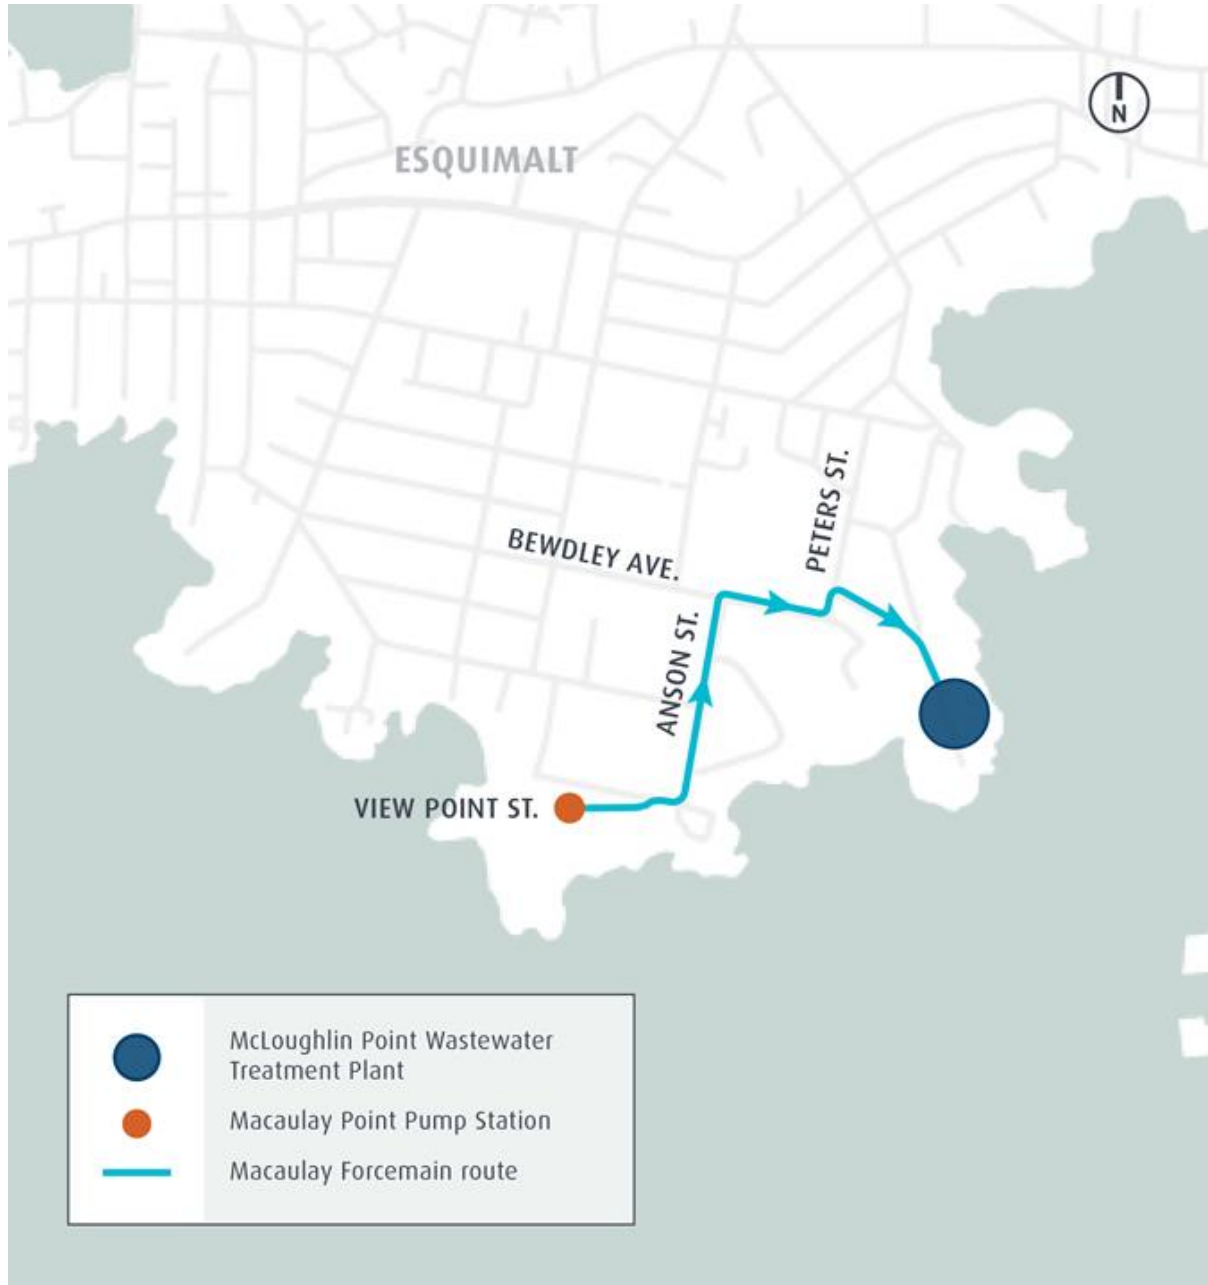 N
ESQUIMALT
PETERS ST.
BEWDLEY AVE.
ANSON ST.
VIEW POINT ST.
McLoughlin Point Wastewater
Treatment Plant
Macaulay Point Pump Station
Macaulay Forcemain route